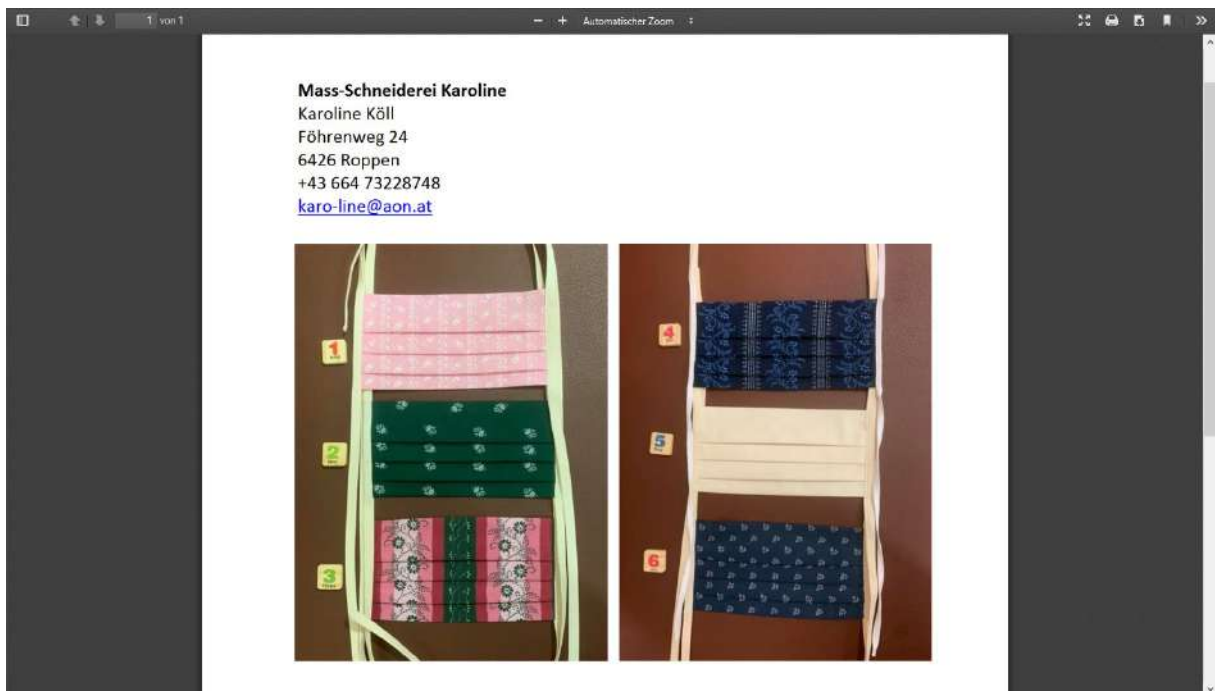 1 von 1
Automatischer Zoom
Mass-Schneiderei Karoline
Karoline Köll
Föhrenweg 24
6426 Roppen
+43 664 73228748
karo-line@aon.at
1
2
3
4
5
6